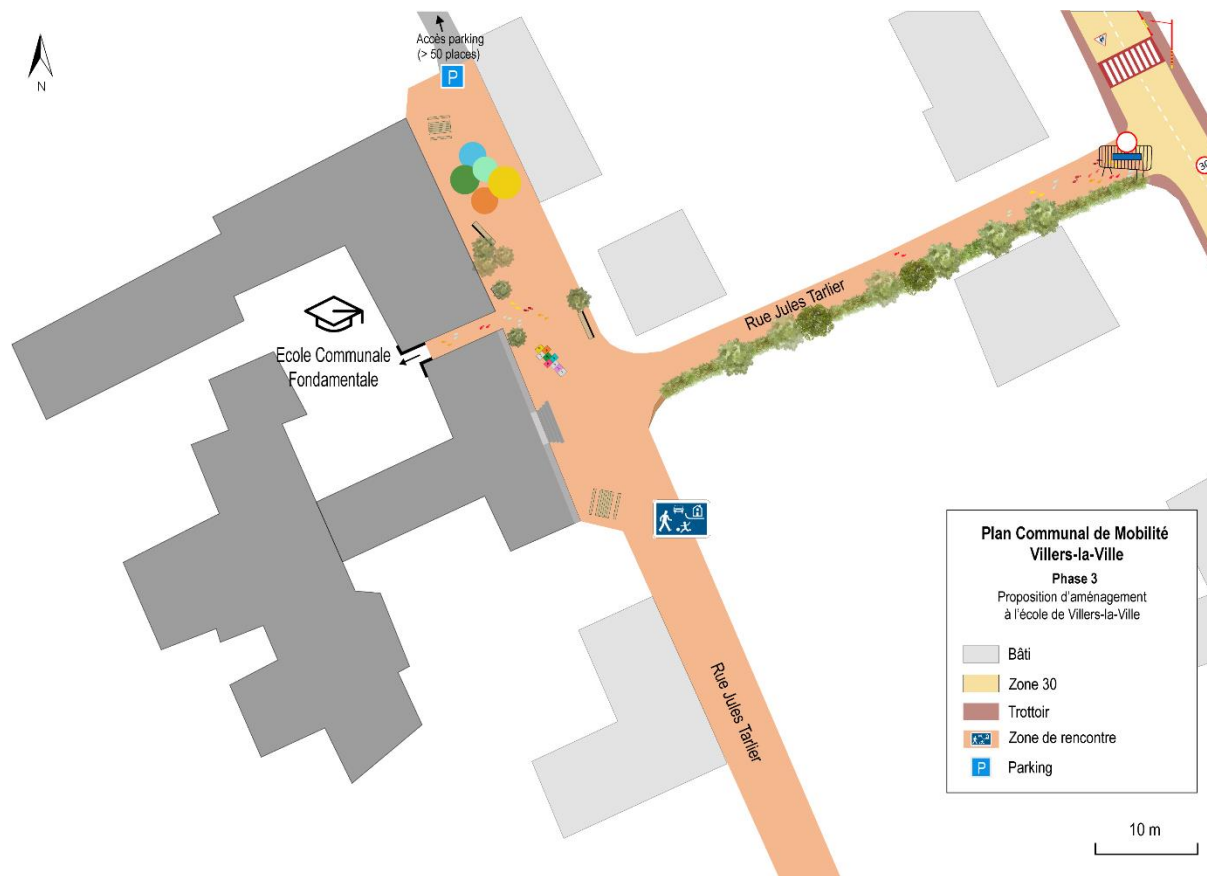 N
Accès parking
(> 50 places)
P
Ecole Communale
Fondamentale
Rue Jules Tarlier
30
Rue Jules Tarlier
Plan Communal de Mobilité
Villers-la-Ville
Phase 3
Proposition d'aménagement
à l'école de Villers-la-Ville
Bâti
Zone 30
Trottoir
Zone de rencontre
P Parking
10 m